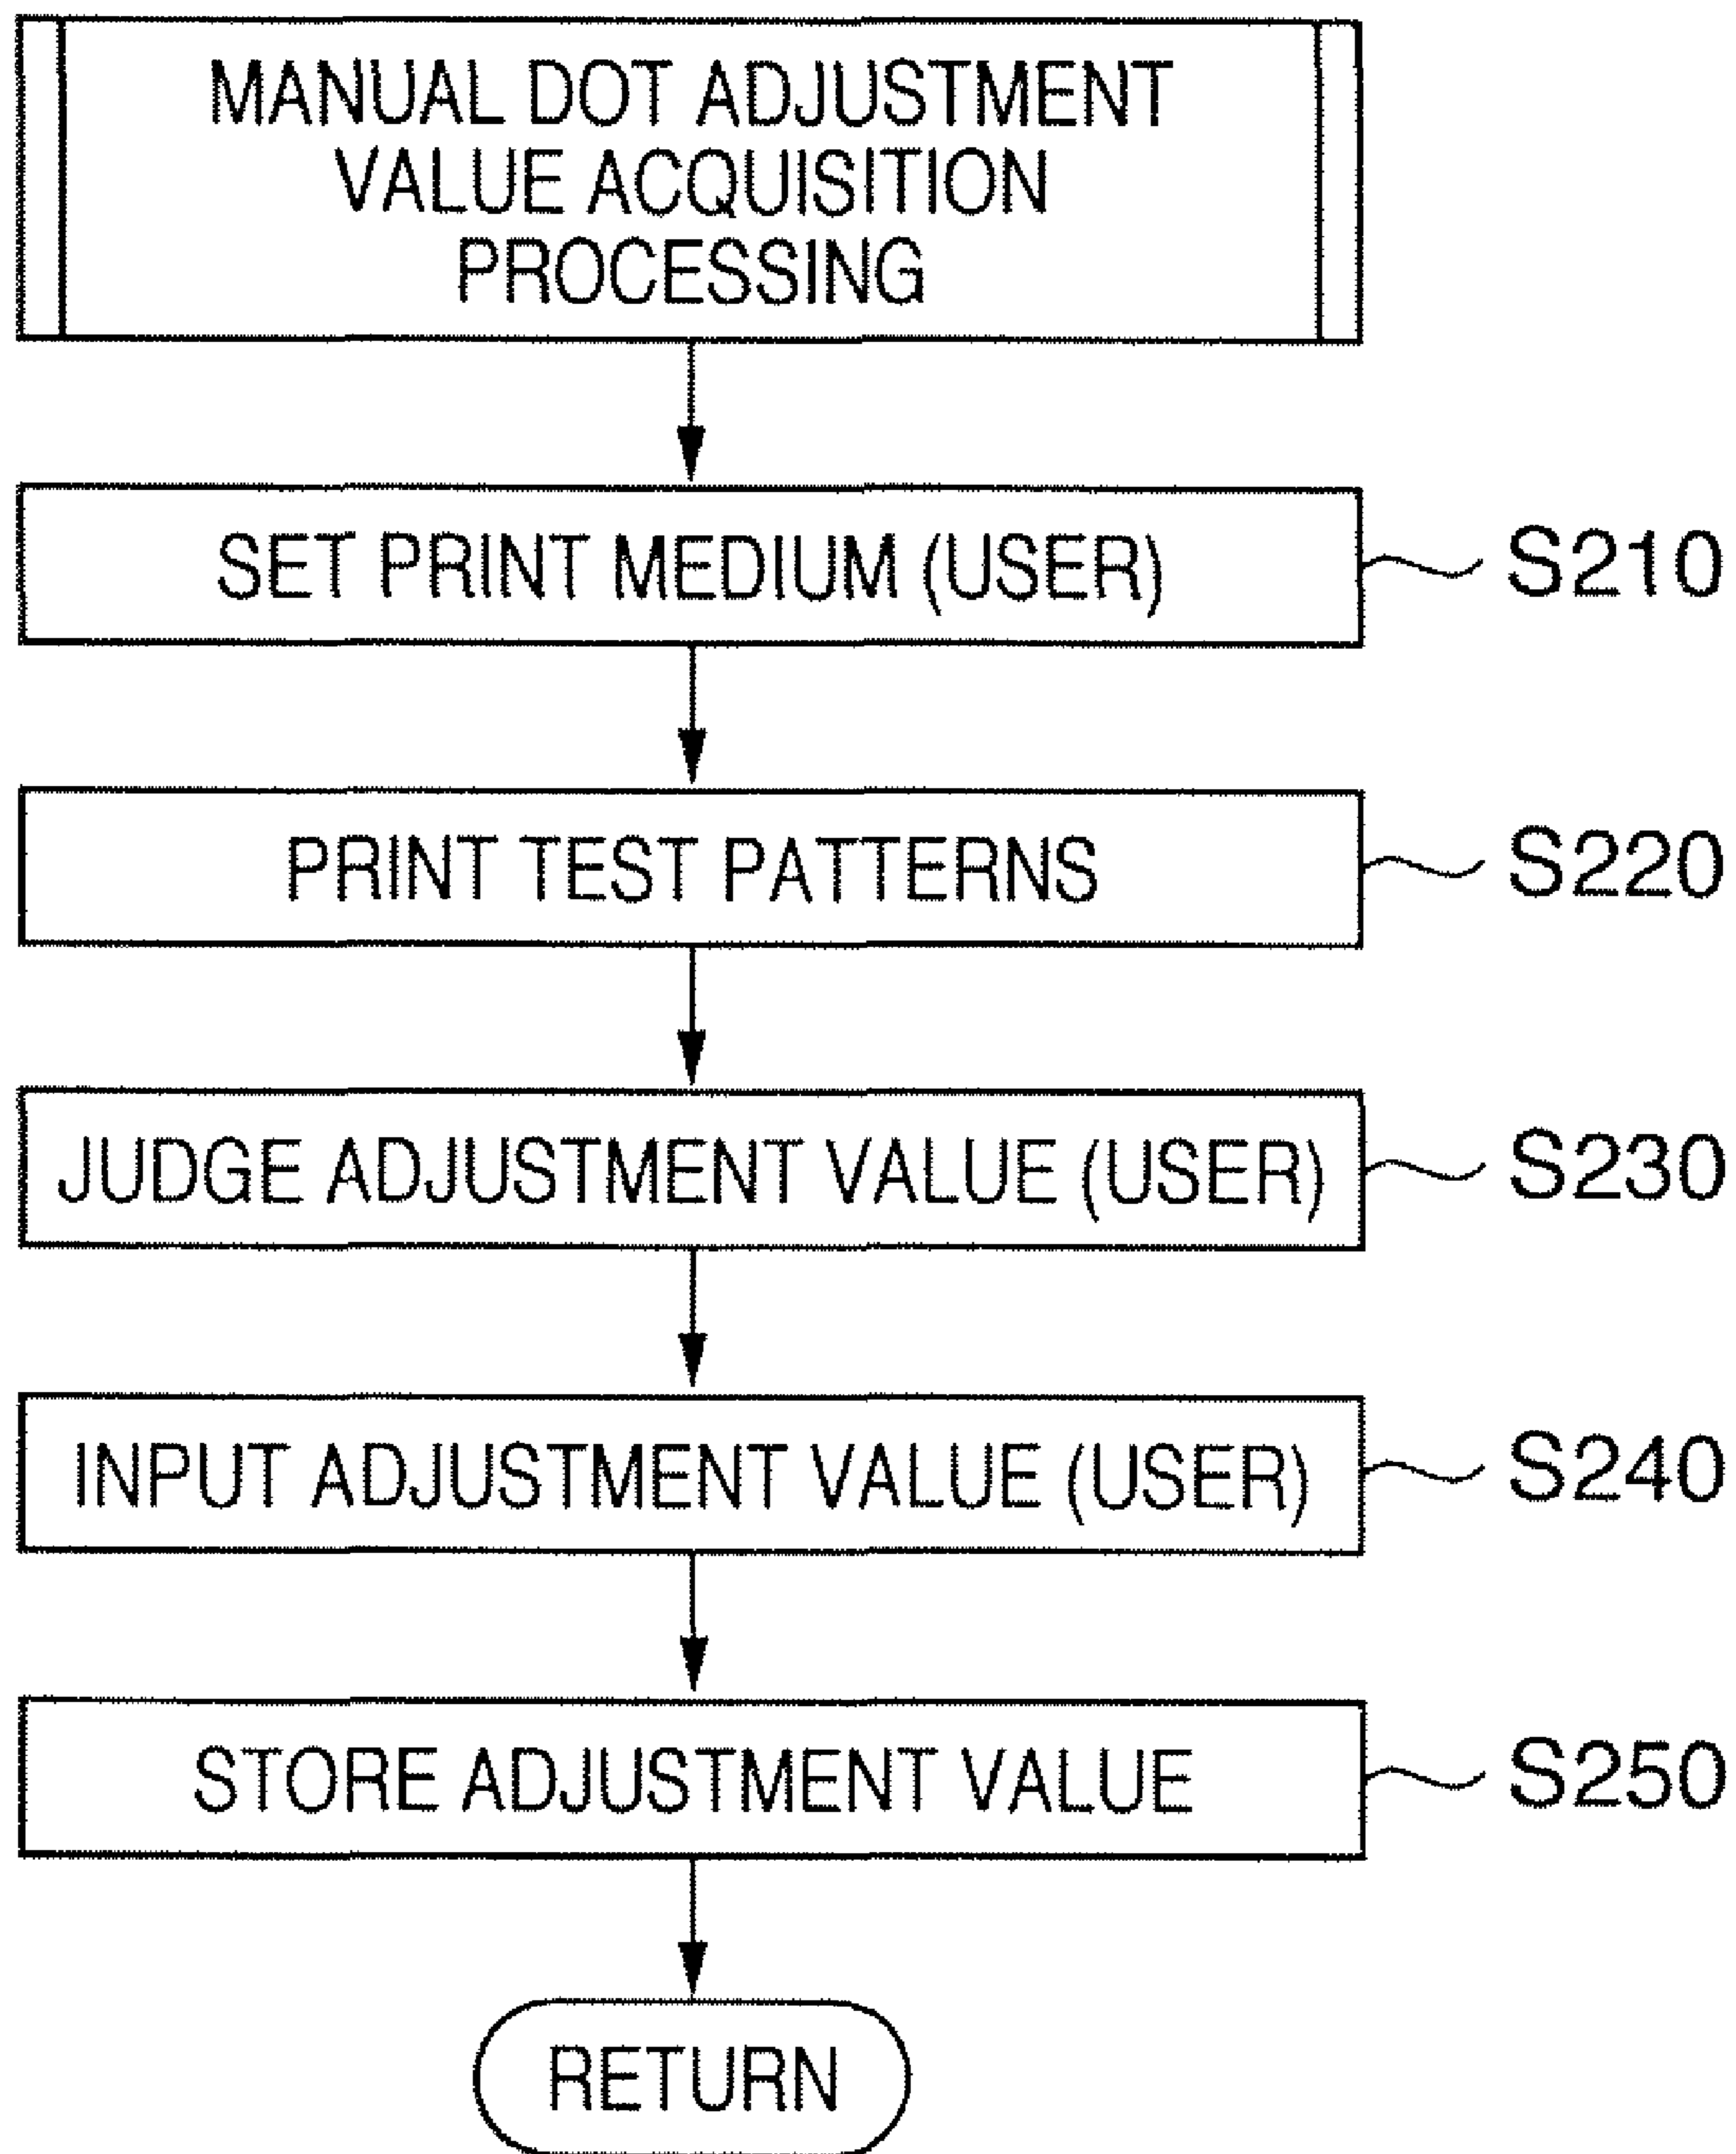 MANUAL DOT ADJUSTMENT
VALUE ACQUISITION
PROCESSING
SET PRINT MEDIUM (USER)
S210
PRINT TEST PATTERNS
S220
JUDGE ADJUSTMENT VALUE (USER)
S230
INPUT ADJUSTMENT VALUE (USER)
S240
STORE ADJUSTMENT VALUE
S250
RETURN